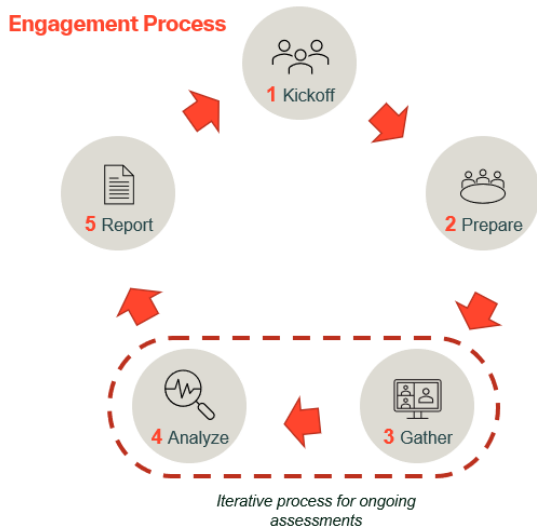 Engagement Process
1 Kickoff
2 Prepare
3 Gather
4 Analyze
5 Report
Iterative process for ongoing
assessments